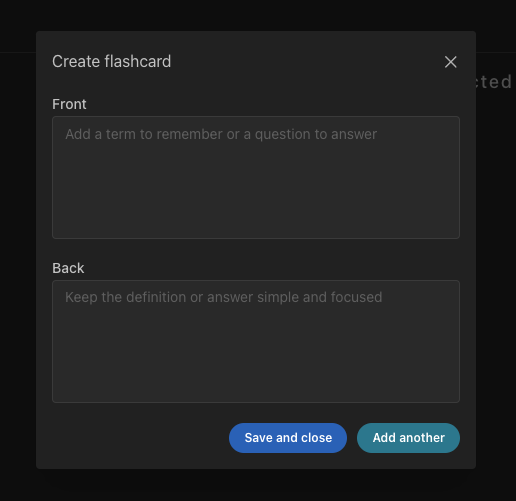 Create flashcard
Front
Add a term to remember or a question to answer
Back
Keep the definition or answer simple and focused
Save and close
Add another